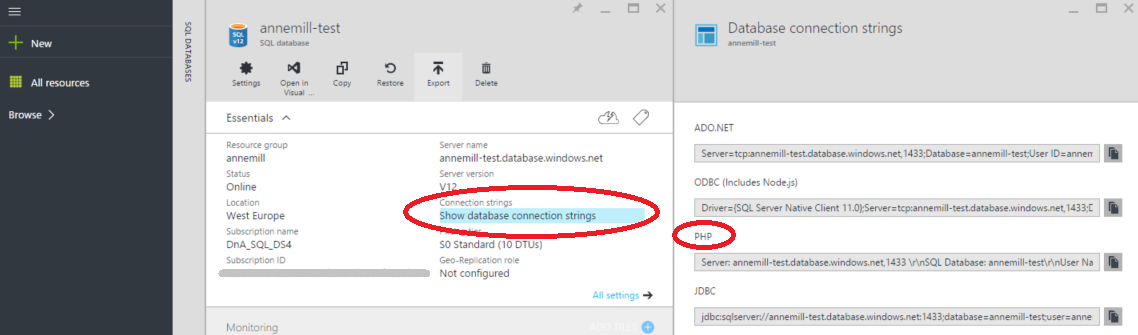 New
All resources
Browse
SQL DATABASES
SQL
v12
annemill-test
SQL database
Settings
Open in
Visual ...
Copy
Restore
Export
Delete
Essentials
Resource group
annemill
Status
Online
Location
West Europe
Subscription name
DnA_SQL_DS4
Subscription ID
Server name
annemill-test.database.windows.net
Server version
V12
Connection strings
Show database connection strings
S0 Standard (10 DTUs)
Geo-Replication role
Not configured
All settings
Monitoring
Database connection strings
annemill-test
ADO.NET
Server=tcp:annemill-test.database.windows.net,1433;Database=annemill-test;User ID=annem
ODBC (Includes Node.js)
Driver={SQL Server Native Client 11.0};Server=tcp:annemill-test.database.windows.net,1433;D
PHP
Server: annemill-test.database.windows.net,1433 \r\nSQL Database: annemill-test\r\nUser Na
JDBC
jdbc:sqlserver://annemill-test.database.windows.net:1433;database=annemill-test;user=anne